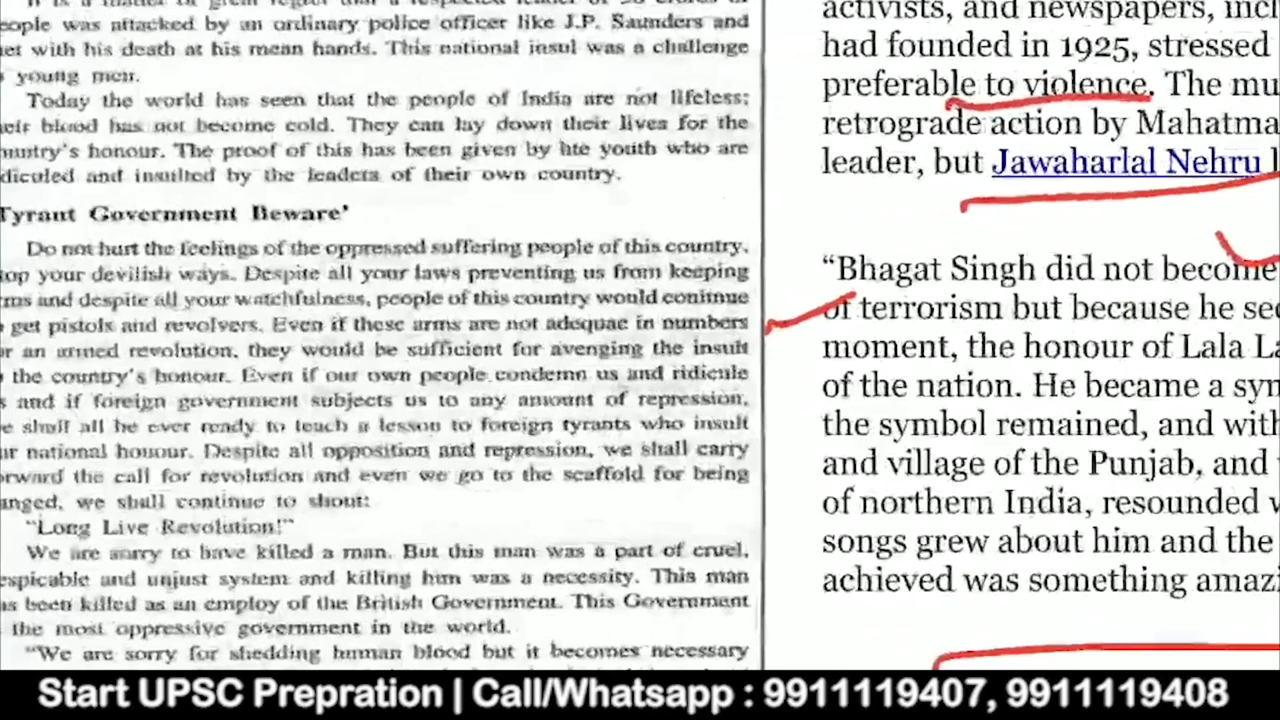 people was attacked by an ordinary police officer like J.P. Saunders and
met with his death at his mean hands. This national insul was a challenge
young men.
Today the world has seen that the people of India are not lifeless;
their blood has not become cold. They can lay down their lives for the
country's honour. The proof of this has been given by hte youth who are
diculed and insulted by the leaders of their own country.
Tyrant Government Beware'
Do not hurt the feelings of the oppressed suffering people of this country.
top your devilish ways. Despite all your laws preventing us from keeping
rms and despite all your watchfulness, people of this country would conitnue
get pistols and revolvers. Even if these arms are not adequae in numbers
or an armed revolution, they would be sufficient for avenging the insult
the country's honour. Even if our own people condemn us and ridicule
s and if foreign government subjects us to any amount of repression,
e shall all be ever ready to teach a lesson to foreign tyrants who insult
ur national honour. Despite all opposition and repression, we shall carry
orward the call for revolution and even we go to the scaffold for being
anged, we shall continue to shout:
"Long Live Revolution!"
We are sorry to have killed a man. But this man was a part of cruel,
espicable and unjust system and killing him was a necessity. This man
as been killed as an employ of the British Government. This Government
the most oppressive government in the world.
"We are sorry for shedding human blood but it becomes necessary
activists, and newspapers, incl
had founded in 1925, stressed
preferable to violence. The mu
retrograde action by Mahatma
leader, but Jawaharlal Nehru l
“Bhagat Singh did not become
of terrorism but because he see
moment, the honour of Lala La
of the nation. He became a sym
the symbol remained, and with
and village of the Punjab, and
of northern India, resounded
songs grew about him and the
achieved was something amazi
Start UPSC Prepration | Call/Whatsapp : 9911119407, 9911119408